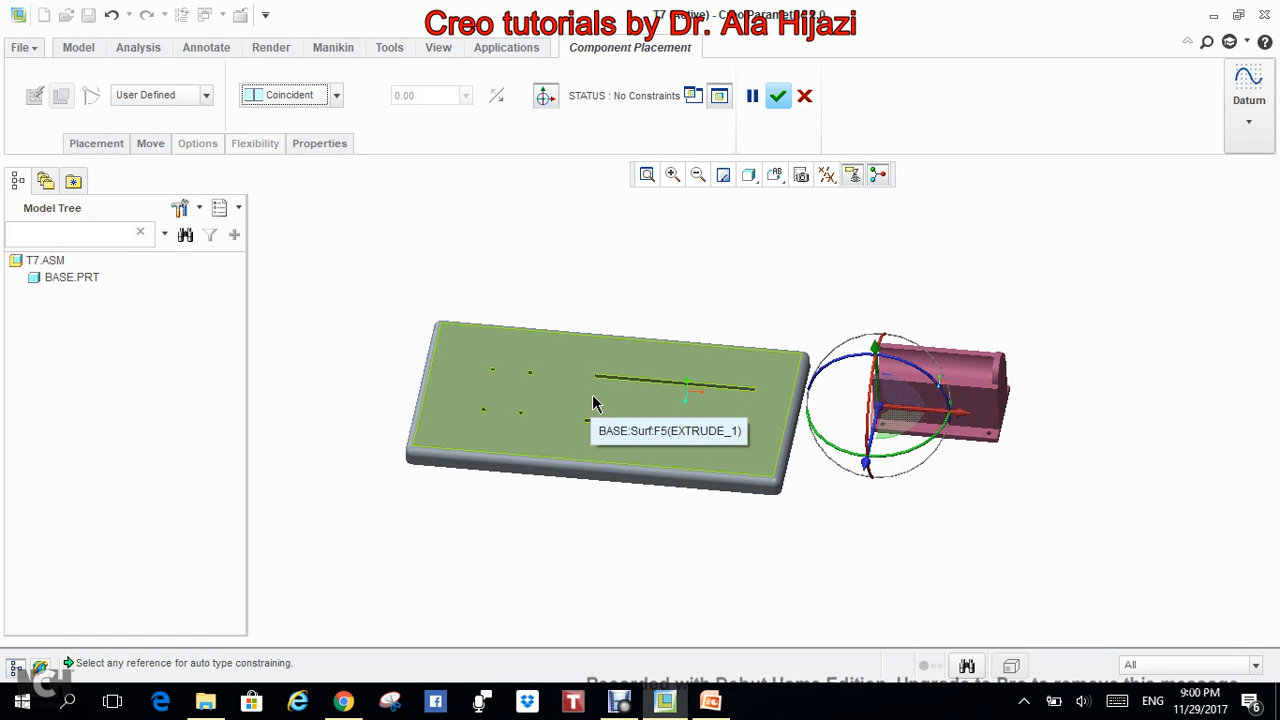 Creo tutorials by Dr. Ala Hijazi
File Model Analysis Annotate Render Manikin Tools View Applications Component Placement
User Defined Coincident 0.00 STATUS : No Constraints
Datum
Placement Move Options Flexibility Properties
Model Tree
T7.ASM
BASE.PRT
BASE:Surf:F5(EXTRUDE_1)
Select any reference for auto type constraining.
All
NCH
9:00 PM
ENG
11/29/2017
6